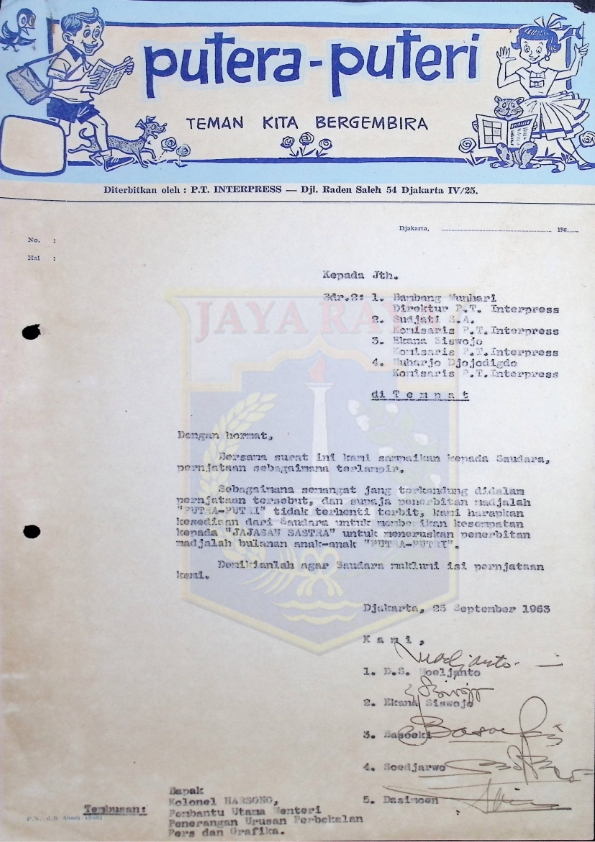 putera-puteri
TEMAN KITA BERGEMBIRA
Diterbitkan oleh : P.T. INTERPRESS — Djl. Raden Saleh 54 Djakarta IV/25.
Djakarta, 196
No. :
Hal :
Kepada Jth.
Sdr.2: 1. Bambang Munhari
Direktur P.T. Interpress
2. Sudjati S.A.
Komisaris P.T.Interpress
3. Ekana Siswojo
Komisaris P.T.Interpress
4. Suharjo Djojodigdo
Komisaris P.T.Interpress
di T e m p a t
JAYA RAYA
Dengan hormat,
Bersama surat ini kami sampaikan kepada Saudara,
pernjataan sebagaimana terlampir.
Sebagaimana semangat jang terkandung didalam
pernjataan tersebut, dan supaja penerbitan madjalah
"PUTRA-PUTRI" tidak terhenti terbit, kami harapkan
kesediaan dari Saudara untuk memberikan kesempatan
kepada "JAJASAN SASTRA" untuk meneruskan penerbitan
madjalah bulanan anak-anak "PUTRA-PUTRI".
Demikianlah agar Saudara maklumi isi pernjataan
kami.
Djakarta, 25 September 1963
K a m i ,
1. D.S. Moeljanto
2. Ekana Siswojo
3. Basoeki
4. Soedjarwo
5. Dasimoen
Tembusan:
Bapak
Kolonel HARSONO,
Pembantu Utama Menteri
Penerangan Urusan Perbekalan
Pers dan Grafika.